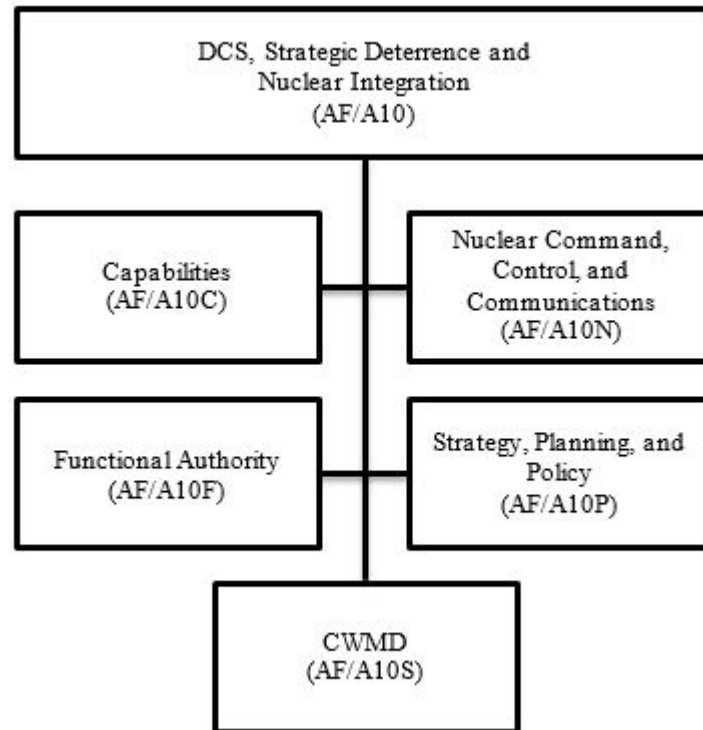 DCS, Strategic Deterrence and
Nuclear Integration
(AF/A10)
Capabilities
(AF/A10C)
Nuclear Command,
Control, and
Communications
(AF/A10N)
Functional Authority
(AF/A10F)
Strategy, Planning, and
Policy
(AF/A10P)
CWMD
(AF/A10S)